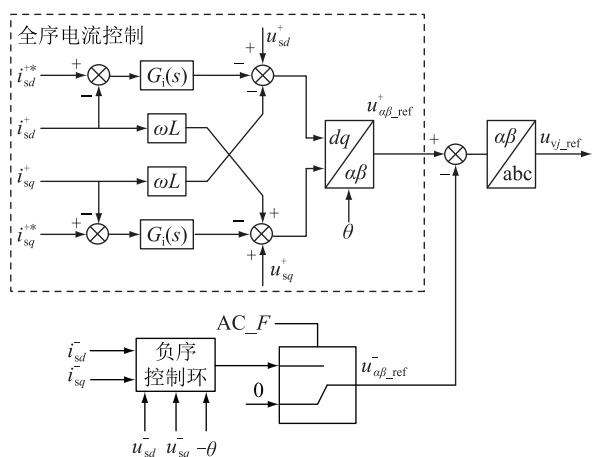 全序电流控制
u⁺sd
i⁺*sd
+
−
Gi(s)
−
+
−
i⁺sd
ωL
u⁺αβ_ref
dq
αβ
θ
+
−
αβ
abc
uvj_ref
i⁺sq
ωL
−
+
i⁺*sq
Gi(s)
−
+
+
u⁺sq
AC_F
i⁻sd
i⁻sq
负序
控制环
0
u⁻αβ_ref
u⁻sd
u⁻sq
−θ